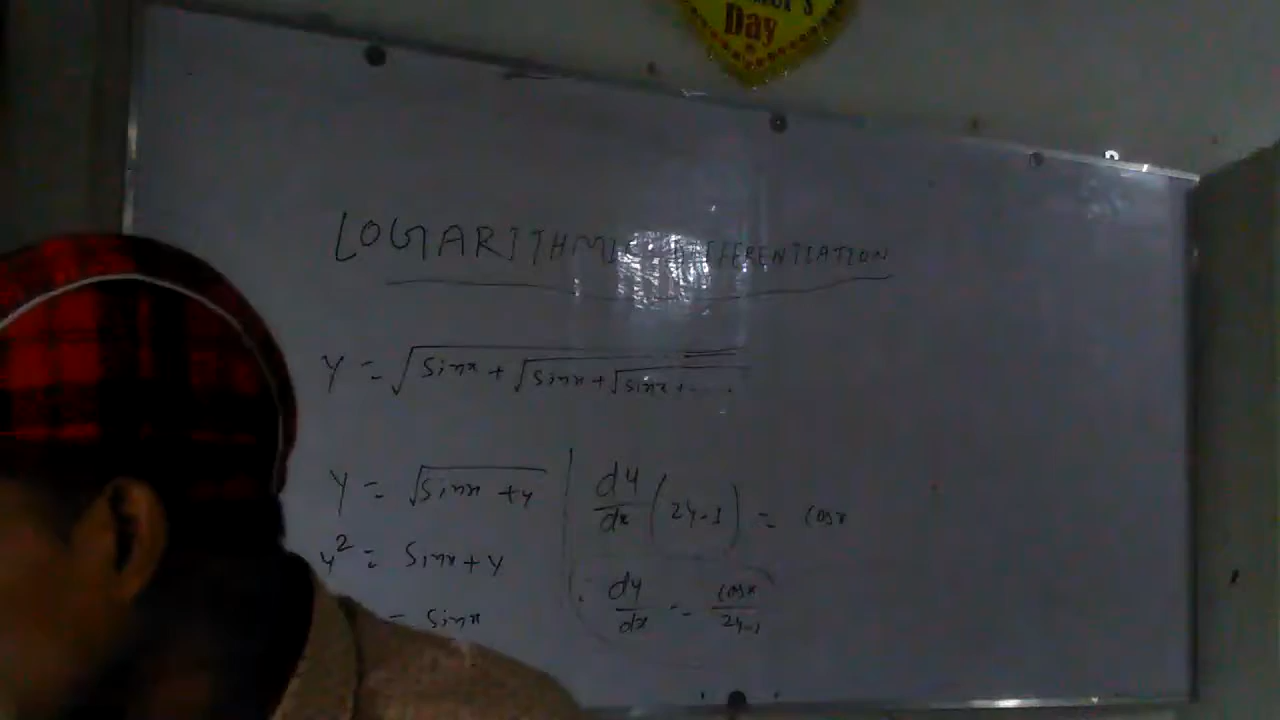 Day
LOGARITHMIC DIFFERENTIATION
y = √(sinx + √(sinx + √(sinx + ....
y = √(sinx + y)
y² = sinx + y
= sinx
dy/dx (2y-1) = cosx
dy/dx = cosx/2y-1